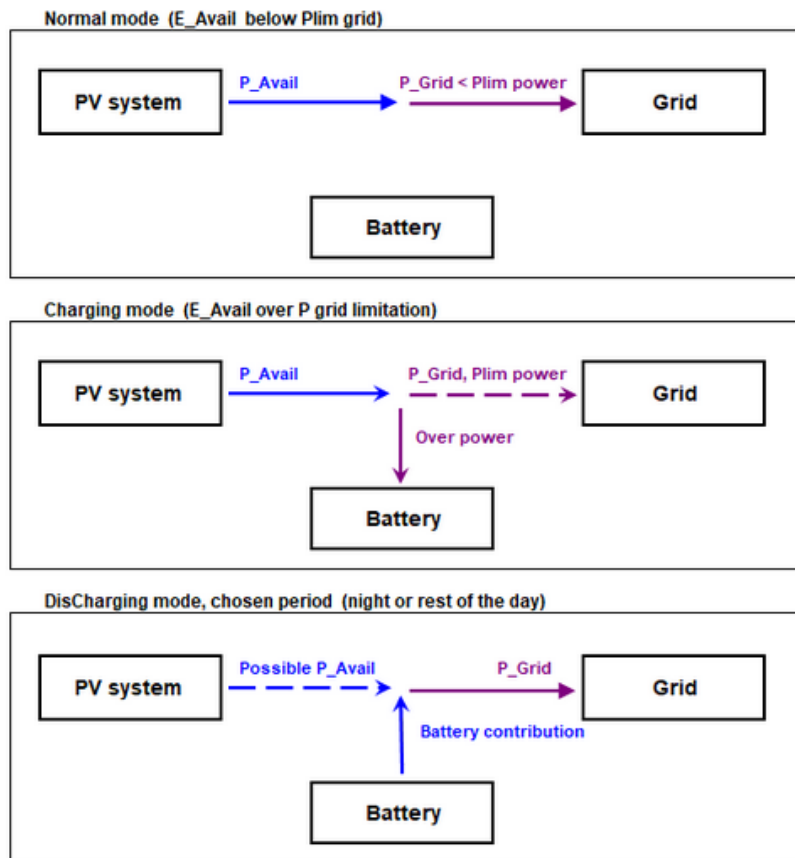 Normal mode (E_Avail below Plim grid)
PV system
P_Avail
P_Grid < Plim power
Grid
Battery
Charging mode (E_Avail over P grid limitation)
PV system
P_Avail
P_Grid, Plim power
Grid
Over power
Battery
DisCharging mode, chosen period (night or rest of the day)
PV system
Possible P_Avail
P_Grid
Grid
Battery contribution
Battery